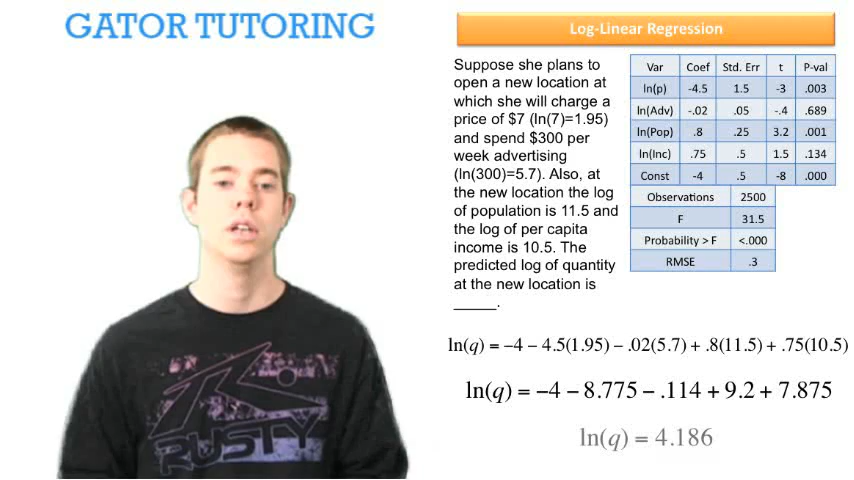 GATOR TUTORING
Log-Linear Regression
Suppose she plans to
open a new location at
which she will charge a
price of $7 (ln(7)=1.95)
and spend $300 per
week advertising
(ln(300)=5.7). Also, at
the new location the log
of population is 11.5 and
the log of per capita
income is 10.5. The
predicted log of quantity
at the new location is
_____.
Var Coef Std. Err t P-val
ln(p) -4.5 1.5 -3 .003
ln(Adv) -.02 .05 -.4 .689
ln(Pop) .8 .25 3.2 .001
ln(Inc) .75 .5 1.5 .134
Const -4 .5 -8 .000
Observations 2500
F 31.5
Probability > F <.000
RMSE .3
ln(q) = −4 − 4.5(1.95) − .02(5.7) + .8(11.5) + .75(10.5)
ln(q) = −4 − 8.775 − .114 + 9.2 + 7.875
ln(q) = 4.186
RUSTY